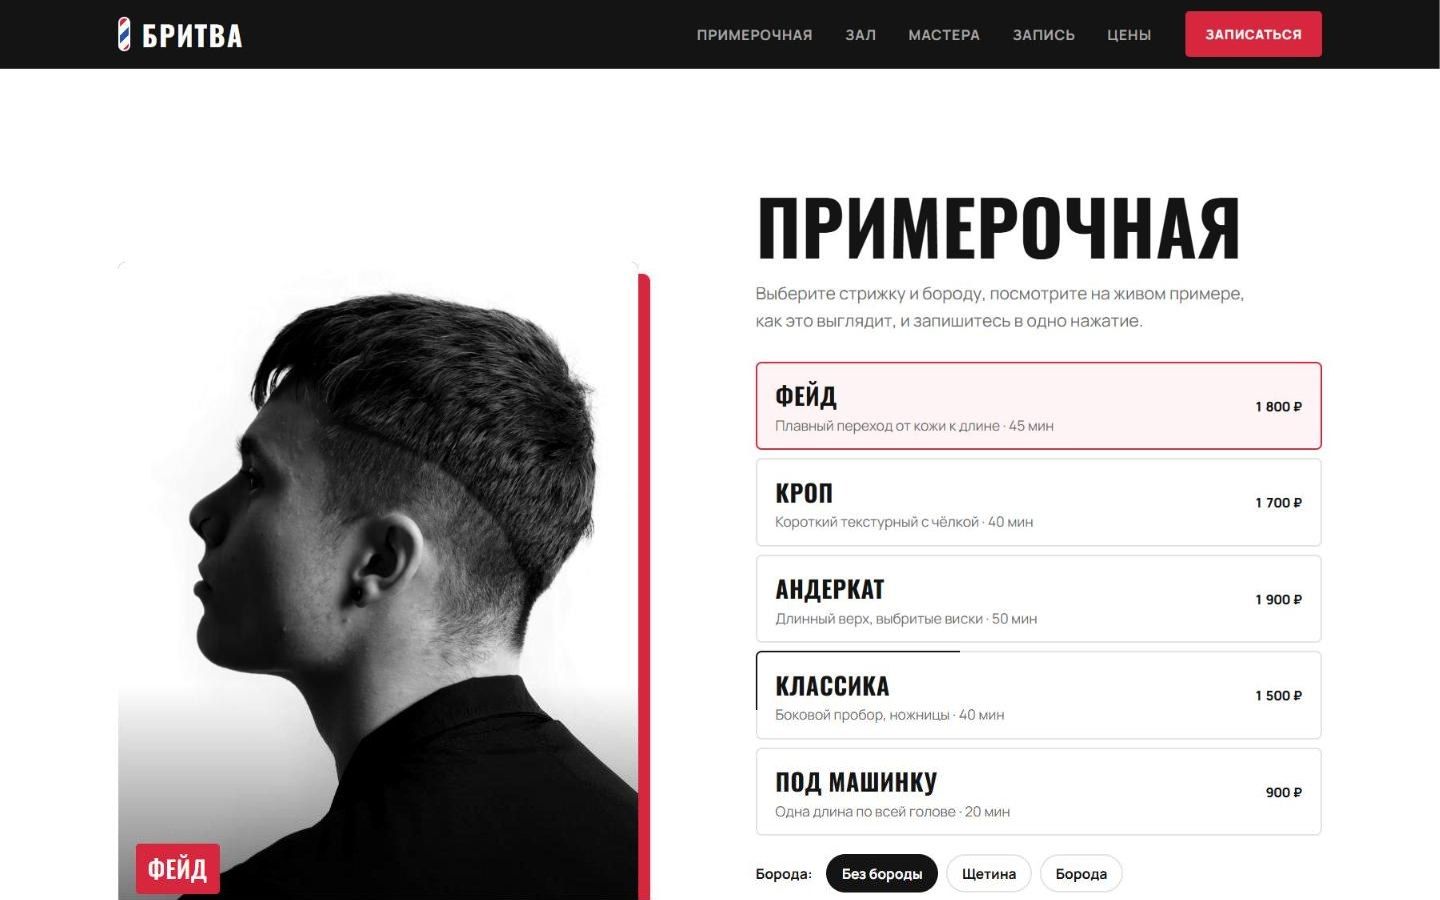 БРИТВА
ПРИМЕРОЧНАЯ ЗАЛ МАСТЕРА ЗАПИСЬ ЦЕНЫ ЗАПИСАТЬСЯ
ПРИМЕРОЧНАЯ
Выберите стрижку и бороду, посмотрите на живом примере,
как это выглядит, и запишитесь в одно нажатие.
ФЕЙД
Плавный переход от кожи к длине · 45 мин
1 800 ₽
КРОП
Короткий текстурный с чёлкой · 40 мин
1 700 ₽
АНДЕРКАТ
Длинный верх, выбритые виски · 50 мин
1 900 ₽
КЛАССИКА
Боковой пробор, ножницы · 40 мин
1 500 ₽
ПОД МАШИНКУ
Одна длина по всей голове · 20 мин
900 ₽
Борода: Без бороды Щетина Борода
ФЕЙД